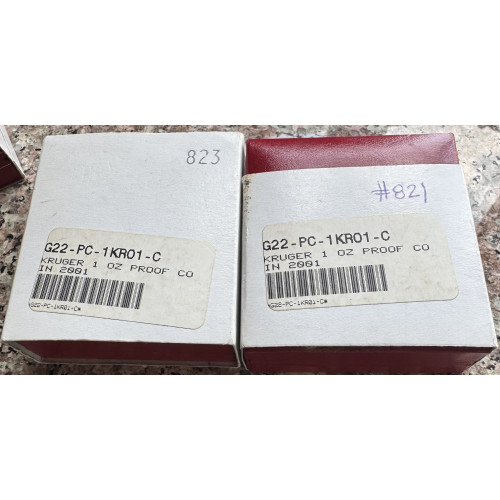 823
G22-PC-1KR01-C
KRUGER 1 OZ PROOF CO
IN 2001
G22-PC-1KR01-C*
#821
G22-PC-1KR01-C
KRUGER 1 OZ PROOF CO
IN 2001
G22-PC-1KR01-C*